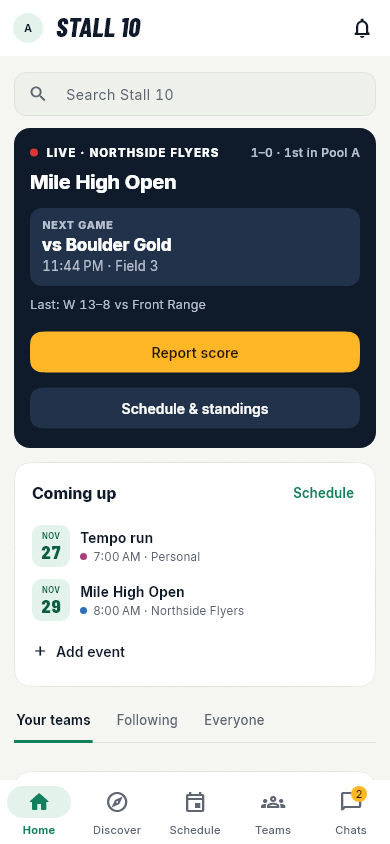 A
STALL 10
Search Stall 10
LIVE · NORTHSIDE FLYERS
1–0 · 1st in Pool A
Mile High Open
NEXT GAME
vs Boulder Gold
11:44 PM · Field 3
Last: W 13–8 vs Front Range
Report score
Schedule & standings
Coming up
Schedule
NOV
27
Tempo run
7:00 AM · Personal
NOV
29
Mile High Open
8:00 AM · Northside Flyers
+ Add event
Your teams
Following
Everyone
2
Home
Discover
Schedule
Teams
Chats